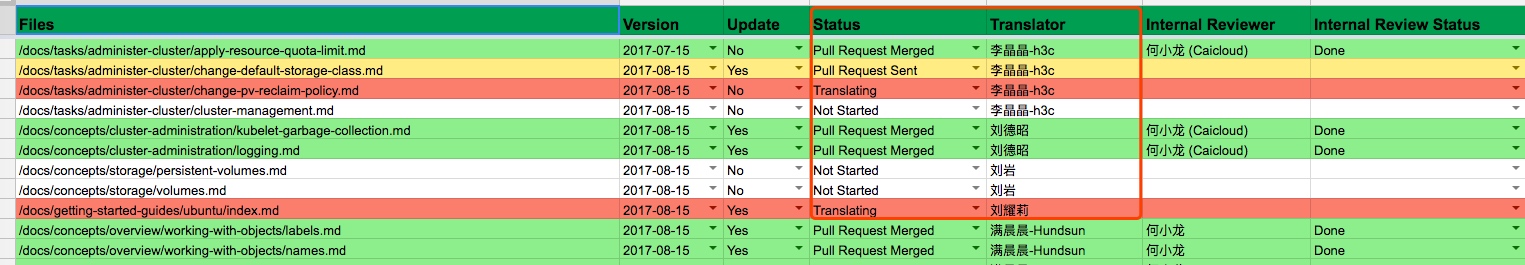 Files Version Update Status Translator Internal Reviewer Internal Review Status
/docs/tasks/administer-cluster/apply-resource-quota-limit.md 2017-07-15 No Pull Request Merged 李晶晶-h3c 何小龙 (Caicloud) Done
/docs/tasks/administer-cluster/change-default-storage-class.md 2017-08-15 Yes Pull Request Sent 李晶晶-h3c
/docs/tasks/administer-cluster/change-pv-reclaim-policy.md 2017-08-15 No Translating 李晶晶-h3c
/docs/tasks/administer-cluster/cluster-management.md 2017-08-15 No Not Started 李晶晶-h3c
/docs/concepts/cluster-administration/kubelet-garbage-collection.md 2017-08-15 Yes Pull Request Merged 刘德昭 何小龙 (Caicloud) Done
/docs/concepts/cluster-administration/logging.md 2017-08-15 Yes Pull Request Merged 刘德昭 何小龙 (Caicloud) Done
/docs/concepts/storage/persistent-volumes.md 2017-08-15 No Not Started 刘岩
/docs/concepts/storage/volumes.md 2017-08-15 No Not Started 刘岩
/docs/getting-started-guides/ubuntu/index.md 2017-08-15 Yes Translating 刘耀莉
/docs/concepts/overview/working-with-objects/labels.md 2017-08-15 Yes Pull Request Merged 满晨晨-Hundsun 何小龙 Done
/docs/concepts/overview/working-with-objects/names.md 2017-08-15 Yes Pull Request Merged 满晨晨-Hundsun 何小龙 Done